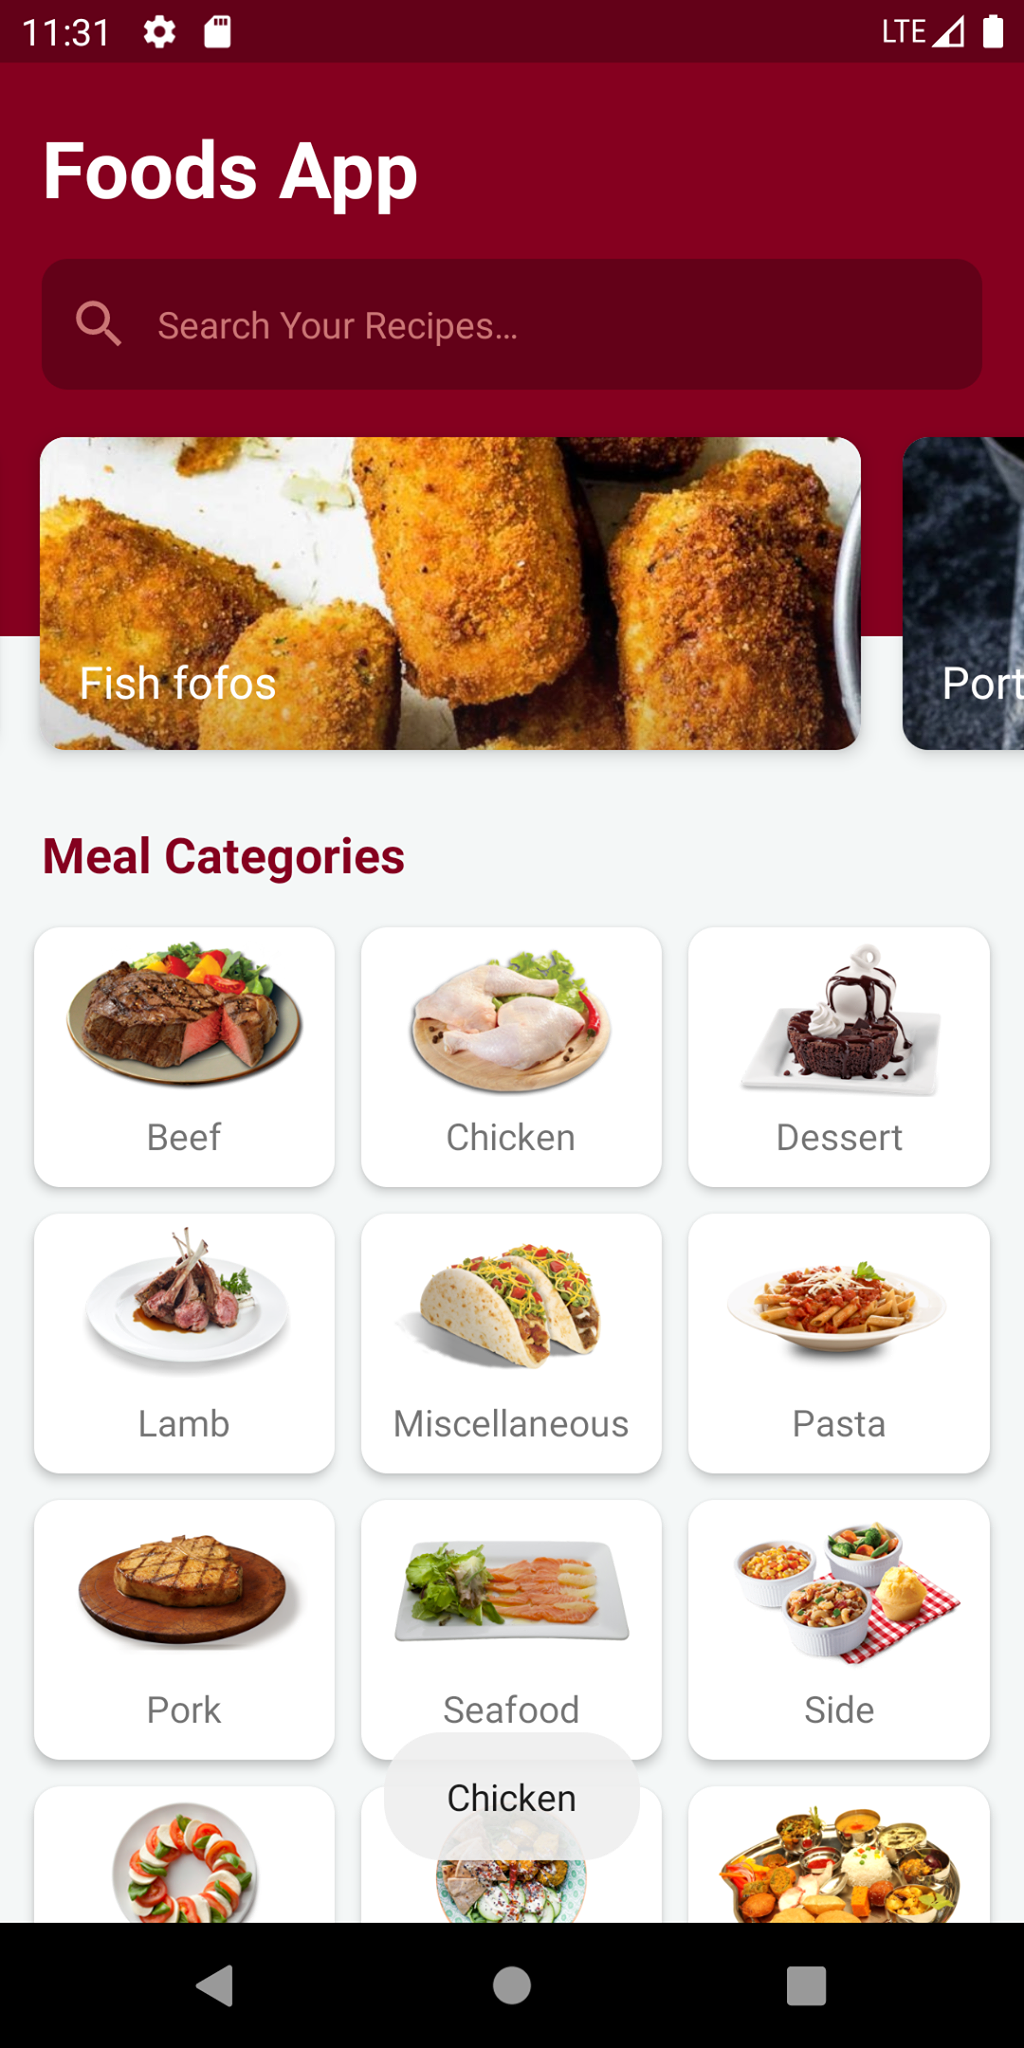 11:31
LTE
Foods App
Search Your Recipes...
Fish fofos
Port
Meal Categories
Beef
Chicken
Dessert
Lamb
Miscellaneous
Pasta
Pork
Seafood
Side
Chicken